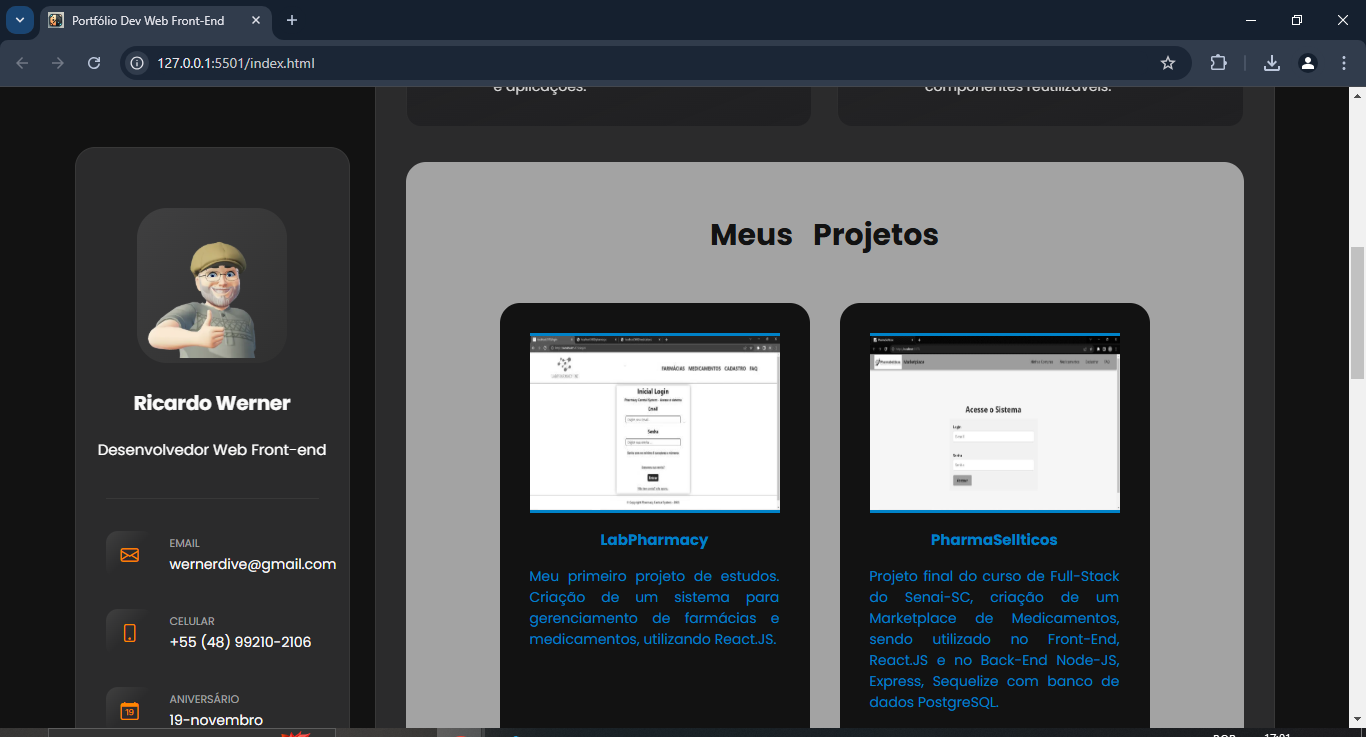 Portfólio Dev Web Front-End
127.0.0.1:5501/index.html
e aplicações.
componentes reutilizáveis.
Ricardo Werner
Desenvolvedor Web Front-end
EMAIL
wernerdive@gmail.com
CELULAR
+55 (48) 99210-2106
ANIVERSÁRIO
19
19-novembro
Meus Projetos
FARMÁCIAS MEDICAMENTOS CADASTRO FAQ
Inicial Login
Email
Senha
LabPharmacy
Meu primeiro projeto de estudos.
Criação de um sistema para
gerenciamento de farmácias e
medicamentos, utilizando React.JS.
Acesse o Sistema
Login
Senha
PharmaSellticos
Projeto final do curso de Full-Stack
do Senai-SC, criação de um
Marketplace de Medicamentos,
sendo utilizado no Front-End,
React.JS e no Back-End Node-JS,
Express, Sequelize com banco de
dados PostgreSQL.